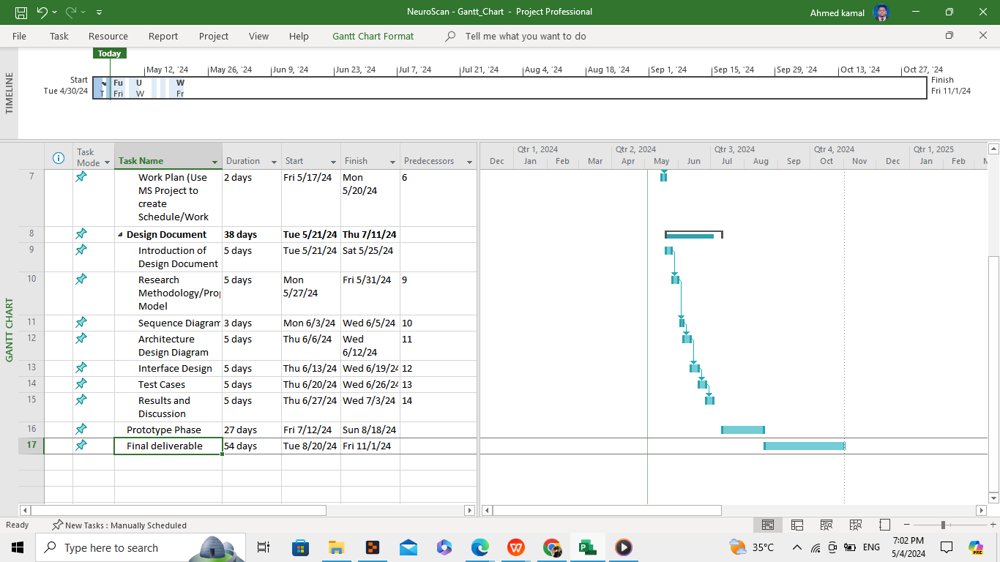 NeuroScan - Gantt_Chart - Project Professional
Ahmed kamal
File Task Resource Report Project View Help Gantt Chart Format Tell me what you want to do
TIMELINE
Today
May 12, '24 May 26, '24 Jun 9, '24 Jun 23, '24 Jul 7, '24 Jul 21, '24 Aug 4, '24 Aug 18, '24 Sep 1, '24 Sep 15, '24 Sep 29, '24 Oct 13, '24 Oct 27, '24
Start
Tue 4/30/24
Fu U W
T Fri W Fr
Finish
Fri 11/1/24
GANTT CHART
Task Mode Task Name Duration Start Finish Predecessors
Qtr 1, 2024 Qtr 2, 2024 Qtr 3, 2024 Qtr 4, 2024 Qtr 1, 2025
Dec Jan Feb Mar Apr May Jun Jul Aug Sep Oct Nov Dec Jan Feb M
7 Work Plan (Use 2 days Fri 5/17/24 Mon 6
MS Project to 5/20/24
create
Schedule/Work
8 Design Document 38 days Tue 5/21/24 Thu 7/11/24
9 Introduction of 5 days Tue 5/21/24 Sat 5/25/24
Design Document
10 Research 5 days Mon Fri 5/31/24 9
Methodology/Prop 5/27/24
Model
11 Sequence Diagram 3 days Mon 6/3/24 Wed 6/5/24 10
12 Architecture 5 days Thu 6/6/24 Wed 11
Design Diagram 6/12/24
13 Interface Design 5 days Thu 6/13/24 Wed 6/19/24 12
14 Test Cases 5 days Thu 6/20/24 Wed 6/26/24 13
15 Results and 5 days Thu 6/27/24 Wed 7/3/24 14
Discussion
16 Prototype Phase 27 days Fri 7/12/24 Sun 8/18/24
17 Final deliverable 54 days Tue 8/20/24 Fri 11/1/24
Ready New Tasks : Manually Scheduled
Type here to search
35°C
ENG
7:02 PM
5/4/2024
PRE